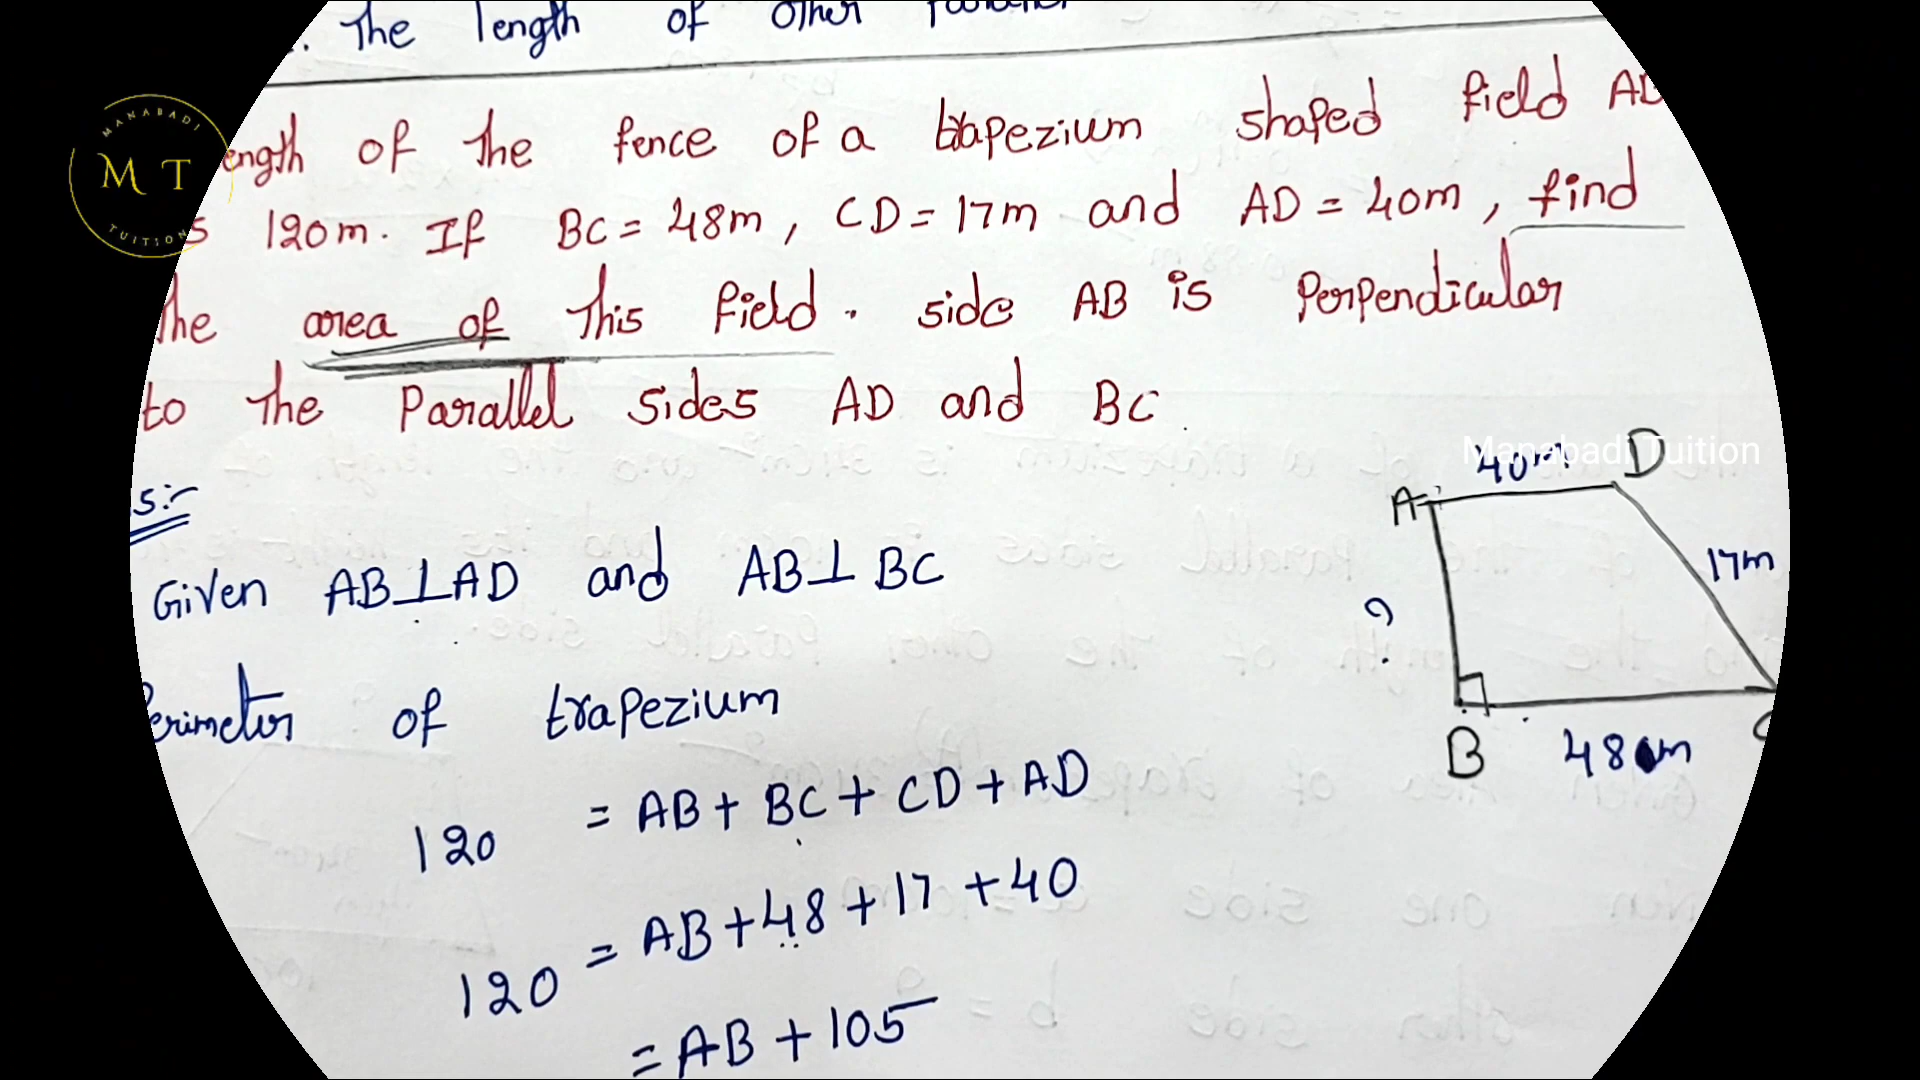 The length of other
ength of the fence of a trapezium shaped field
120m. If BC = 48m, CD = 17m and AD = 40m, find
the area of this field. side AB is Perpendicular
to the Parallel sides AD and BC.
s:-
Given AB⊥AD and AB⊥BC
Perimeter of trapezium
120 = AB + BC + CD + AD
120 = AB + 48 + 17 + 40
= AB + 105
A 40m D
17m
?
B 48m C
MANABADI
MT
TUITION
Manabadi Tuition